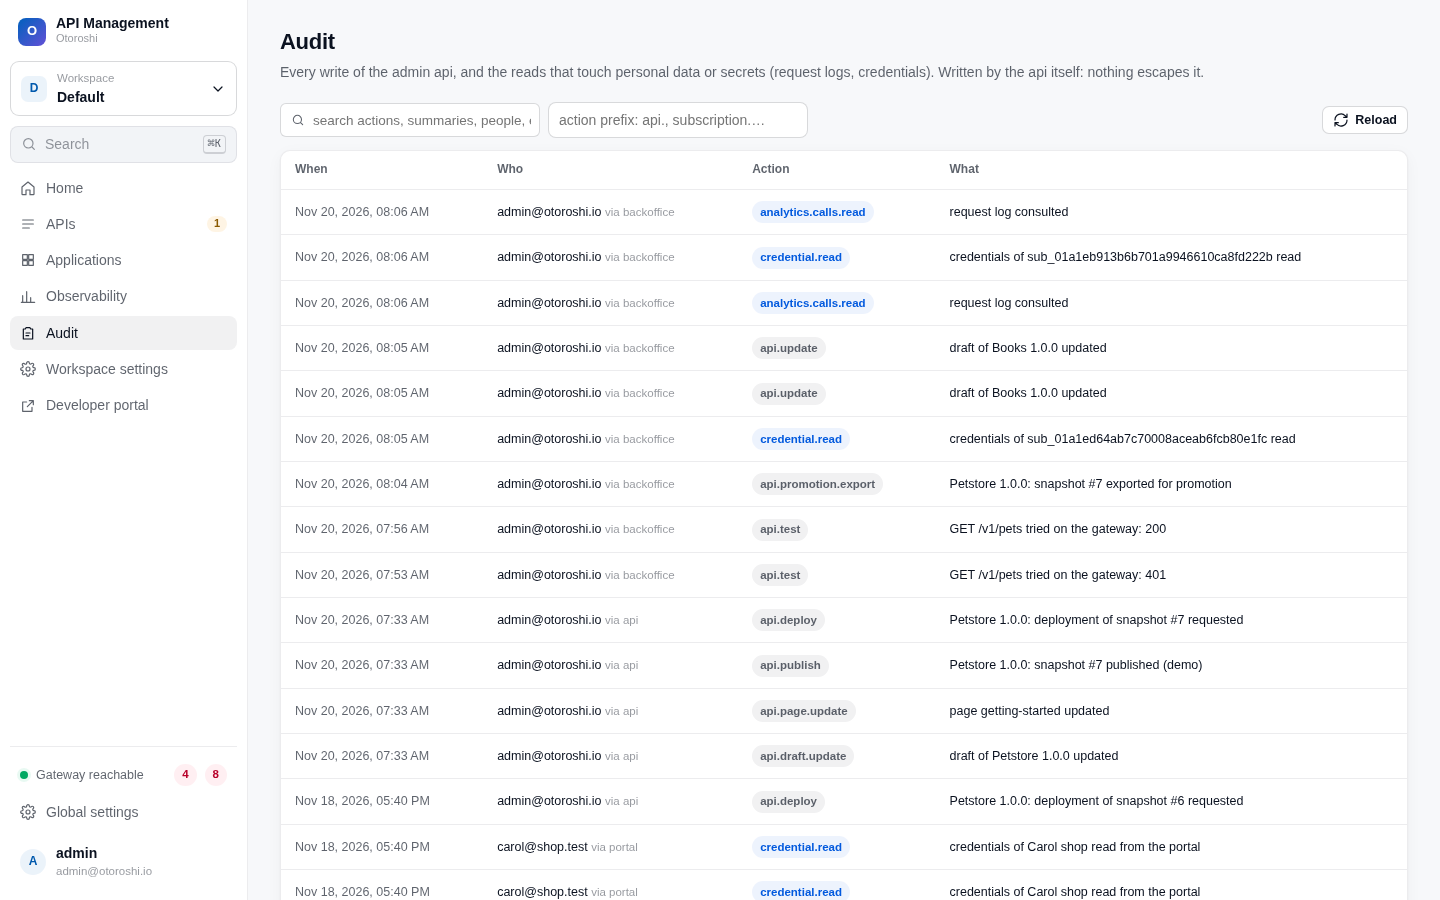 O
API Management
Otoroshi
D
Workspace
Default
Search
⌘K
Home
APIs
1
Applications
Observability
Audit
Workspace settings
Developer portal
Gateway reachable
4
8
Global settings
A
admin
admin@otoroshi.io
Audit
Every write of the admin api, and the reads that touch personal data or secrets (request logs, credentials). Written by the api itself: nothing escapes it.
search actions, summaries, people,
action prefix: api., subscription.…
Reload
When Who Action What
Nov 20, 2026, 08:06 AM admin@otoroshi.io via backoffice analytics.calls.read request log consulted
Nov 20, 2026, 08:06 AM admin@otoroshi.io via backoffice credential.read credentials of sub_01a1eb913b6b701a9946610ca8fd222b read
Nov 20, 2026, 08:06 AM admin@otoroshi.io via backoffice analytics.calls.read request log consulted
Nov 20, 2026, 08:05 AM admin@otoroshi.io via backoffice api.update draft of Books 1.0.0 updated
Nov 20, 2026, 08:05 AM admin@otoroshi.io via backoffice api.update draft of Books 1.0.0 updated
Nov 20, 2026, 08:05 AM admin@otoroshi.io via backoffice credential.read credentials of sub_01a1ed64ab7c70008aceab6fcb80e1fc read
Nov 20, 2026, 08:04 AM admin@otoroshi.io via backoffice api.promotion.export Petstore 1.0.0: snapshot #7 exported for promotion
Nov 20, 2026, 07:56 AM admin@otoroshi.io via backoffice api.test GET /v1/pets tried on the gateway: 200
Nov 20, 2026, 07:53 AM admin@otoroshi.io via backoffice api.test GET /v1/pets tried on the gateway: 401
Nov 20, 2026, 07:33 AM admin@otoroshi.io via api api.deploy Petstore 1.0.0: deployment of snapshot #7 requested
Nov 20, 2026, 07:33 AM admin@otoroshi.io via api api.publish Petstore 1.0.0: snapshot #7 published (demo)
Nov 20, 2026, 07:33 AM admin@otoroshi.io via api api.page.update page getting-started updated
Nov 20, 2026, 07:33 AM admin@otoroshi.io via api api.draft.update draft of Petstore 1.0.0 updated
Nov 18, 2026, 05:40 PM admin@otoroshi.io via api api.deploy Petstore 1.0.0: deployment of snapshot #6 requested
Nov 18, 2026, 05:40 PM carol@shop.test via portal credential.read credentials of Carol shop read from the portal
Nov 18, 2026, 05:40 PM carol@shop.test via portal credential.read credentials of Carol shop read from the portal